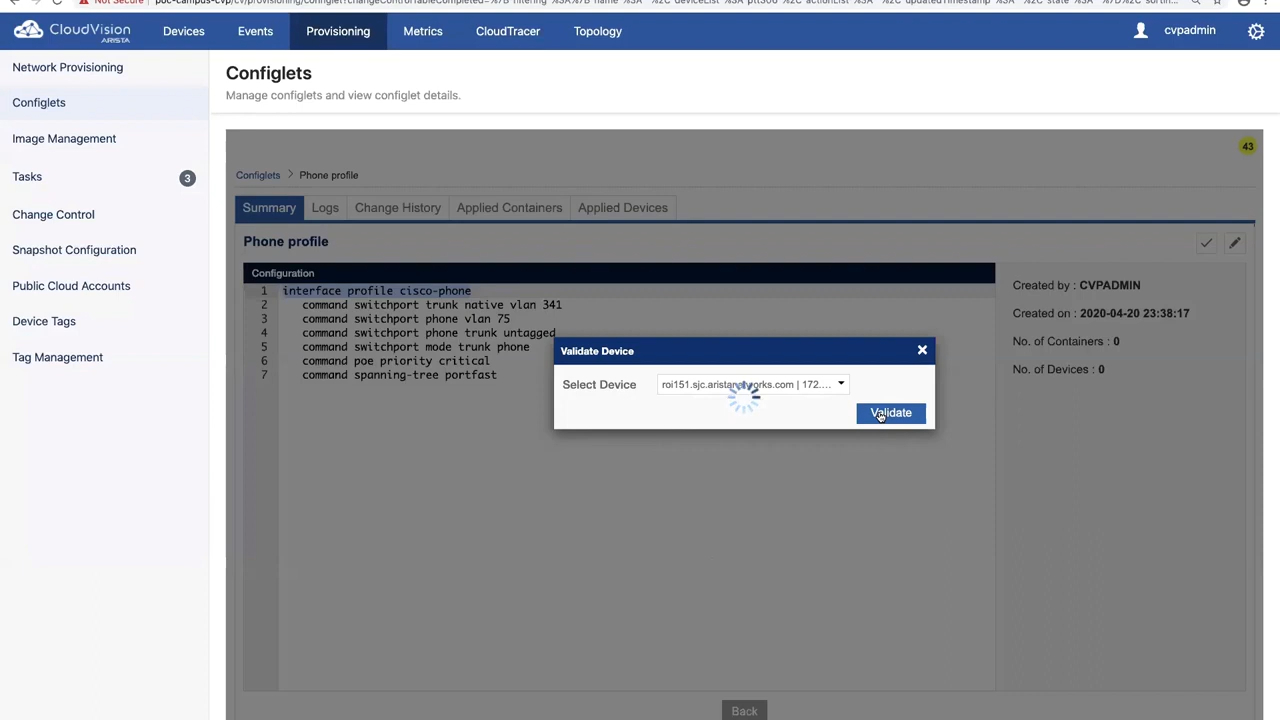 Not Secure
CloudVision
ARISTA
Devices
Events
Provisioning
Metrics
CloudTracer
Topology
cvpadmin
Network Provisioning
Configlets
Image Management
Tasks
3
Change Control
Snapshot Configuration
Public Cloud Accounts
Device Tags
Tag Management
Configlets
Manage configlets and view configlet details.
43
Configlets > Phone profile
Summary
Logs
Change History
Applied Containers
Applied Devices
Phone profile
Configuration
1 interface profile cisco-phone
2 command switchport trunk native vlan 341
3 command switchport phone vlan 75
4 command switchport phone trunk untagged
5 command switchport mode trunk phone
6 command poe priority critical
7 command spanning-tree portfast
Created by : CVPADMIN
Created on : 2020-04-20 23:38:17
No. of Containers : 0
No. of Devices : 0
Validate Device
Select Device
roi151.sjc.aristanetworks.com | 172....
Validate
Back